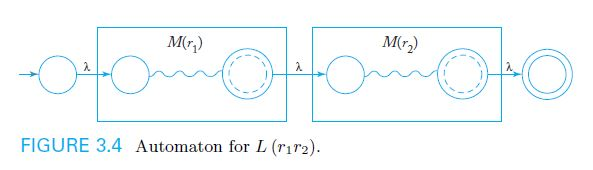 M(r₁) M(r₂)
λ λ λ
FIGURE 3.4 Automaton for L (r₁r₂).